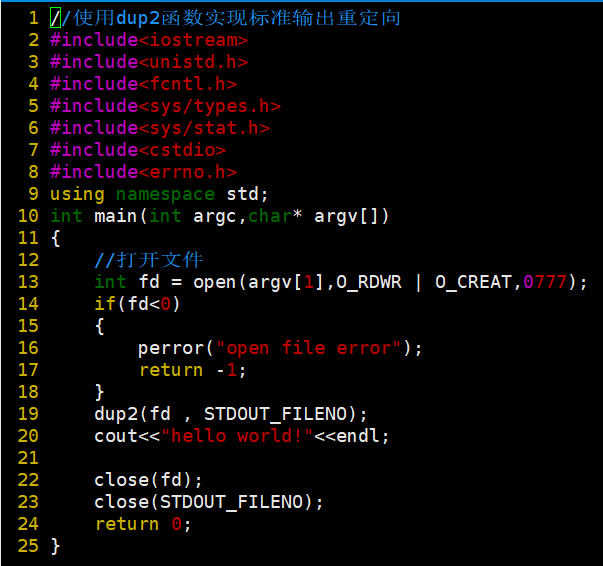 1 //使用dup2函数实现标准输出重定向
2 #include<iostream>
3 #include<unistd.h>
4 #include<fcntl.h>
5 #include<sys/types.h>
6 #include<sys/stat.h>
7 #include<cstdio>
8 #include<errno.h>
9 using namespace std;
10 int main(int argc,char* argv[])
11 {
12     //打开文件
13     int fd = open(argv[1],O_RDWR | O_CREAT,0777);
14     if(fd<0)
15     {
16         perror("open file error");
17         return -1;
18     }
19     dup2(fd , STDOUT_FILENO);
20     cout<<"hello world!"<<endl;
21
22     close(fd);
23     close(STDOUT_FILENO);
24     return 0;
25 }